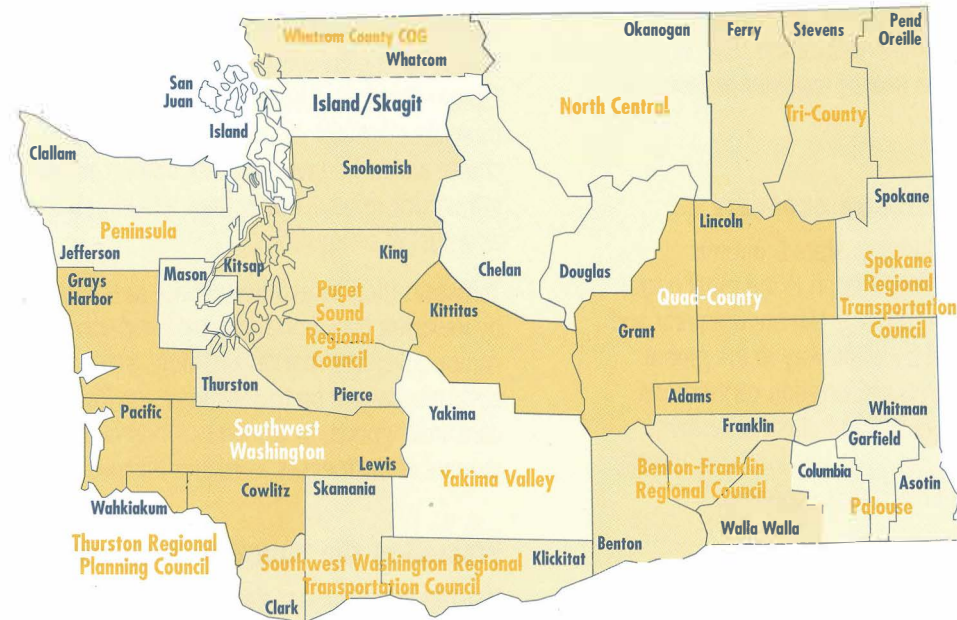 Whatcom County COG
Whatcom
Okanogan
Ferry
Stevens
Pend
Oreille
San
Juan
Island/Skagit
North Central
Tri-County
Island
Clallam
Snohomish
Spokane
Peninsula
Jefferson
Mason
Kitsap
King
Chelan
Douglas
Lincoln
Grays
Harbor
Puget
Sound
Regional
Council
Kittitas
Quad-County
Spokane
Regional
Transportation
Council
Grant
Thurston
Pierce
Adams
Pacific
Yakima
Franklin
Whitman
Southwest
Washington
Lewis
Garfield
Wahkiakum
Cowlitz
Skamania
Yakima Valley
Benton-Franklin
Regional Council
Columbia
Asotin
Palouse
Thurston Regional
Planning Council
Southwest Washington Regional
Transportation Council
Klickitat
Benton
Walla Walla
Clark